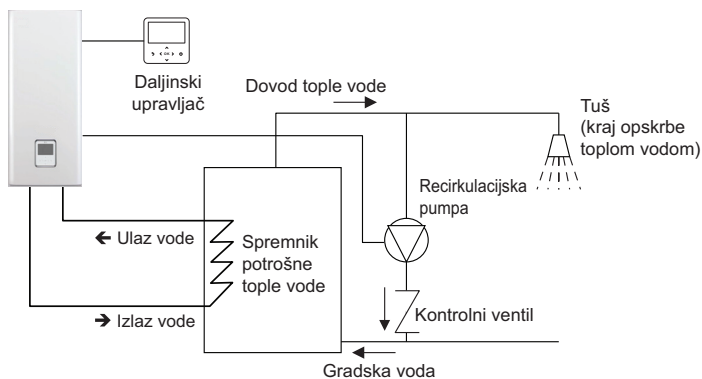 Daljinski
upravljač
Dovod tople vode
Tuš
(kraj opskrbe
toplom vodom)
Recirkulacijska
pumpa
← Ulaz vode
Spremnik
potrošne
tople vode
→ Izlaz vode
Kontrolni ventil
Gradska voda